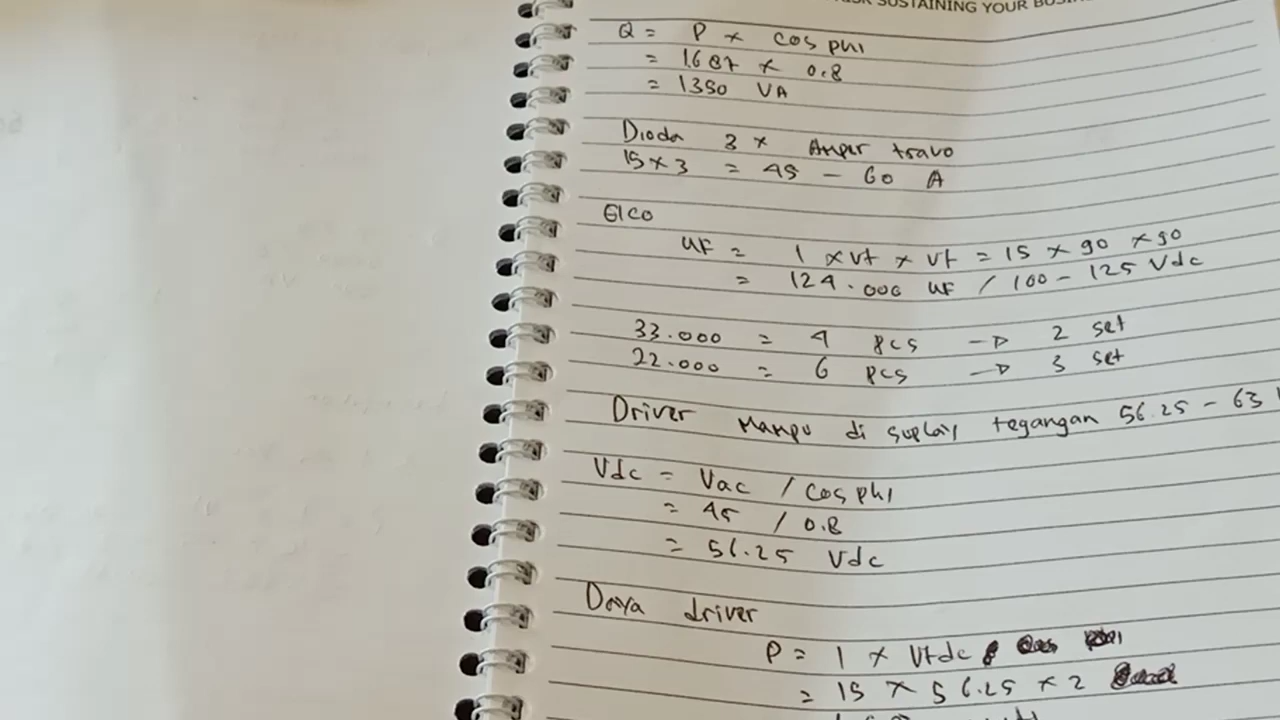 SUSTAINING YOUR
Q = P x cos phi
= 1687 x 0.8
= 1350 VA
Dioda 3 x Amper travo
15 x 3 = 45 - 60 A
Elco
UF = 1 x vt x vt = 15 x 90 x 90
= 124.000 UF / 100 - 125 Vdc
33.000 = 4 pcs -> 2 set
22.000 = 6 pcs -> 3 set
Driver Mampu di suplay tegangan 56.25 - 63
Vdc = Vac / cos phi
= 45 / 0.8
= 56.25 Vdc
Daya driver
P = 1 x Vtdc
= 15 x 56.25 x 2